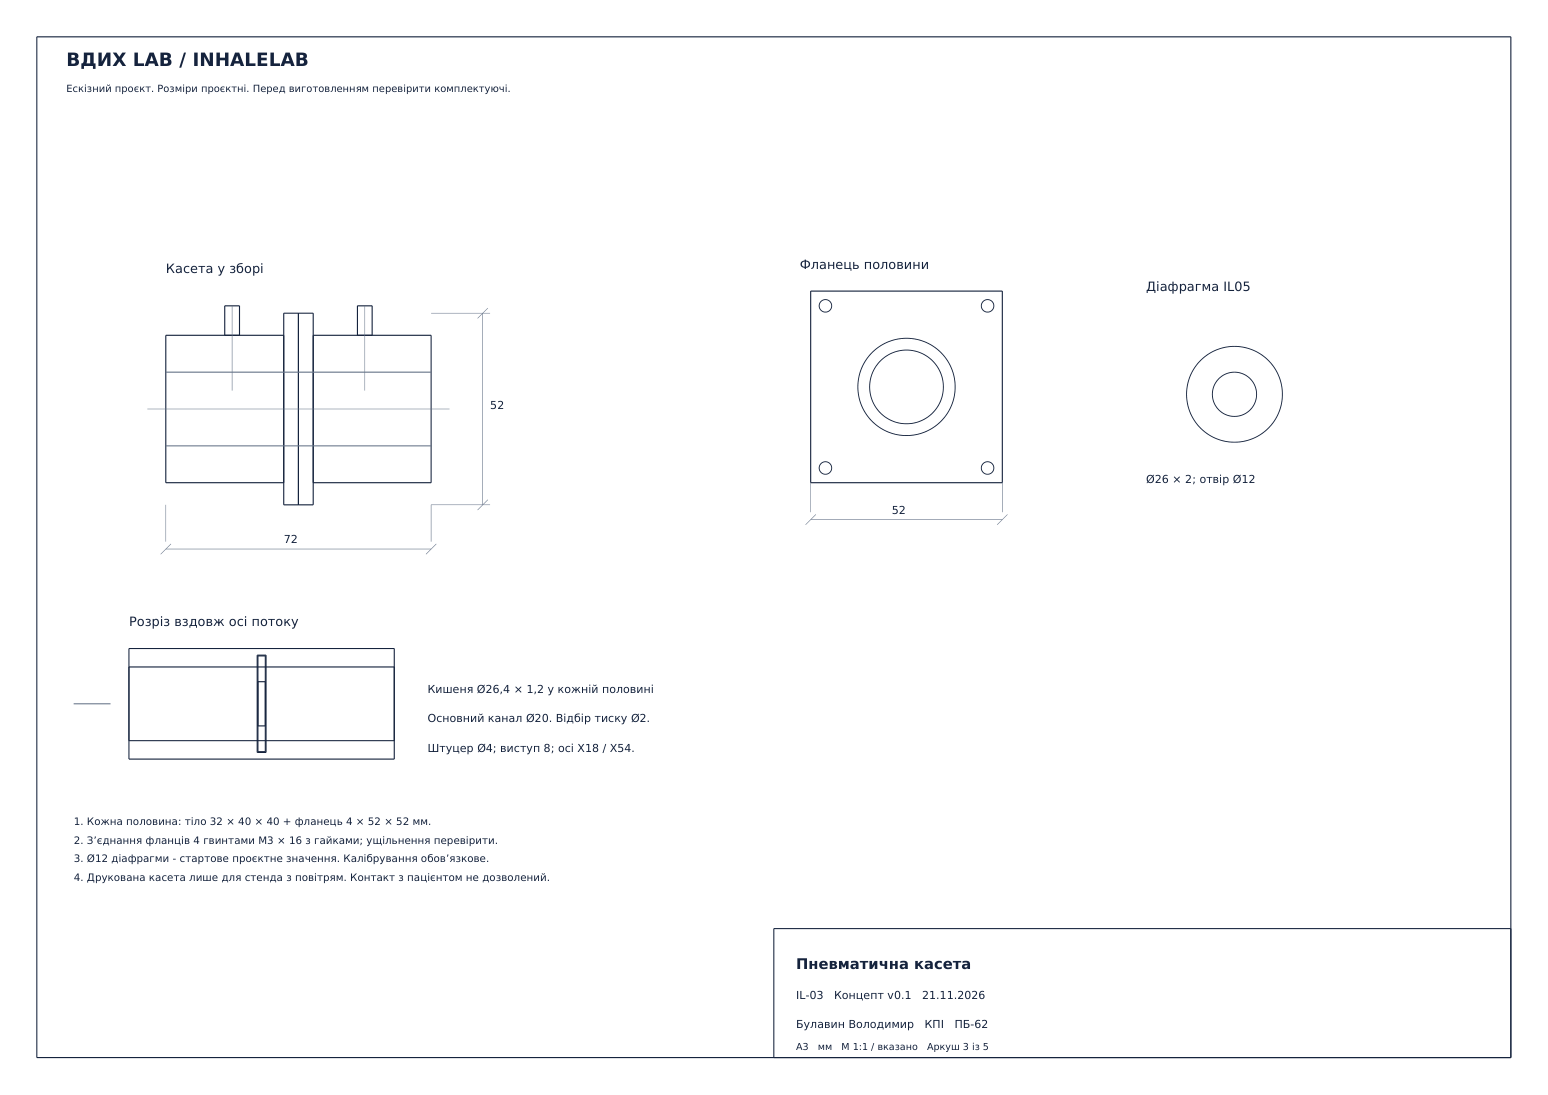 ВДИХ LAB / INHALELAB
Ескізний проєкт. Розміри проєктні. Перед виготовленням перевірити комплектуючі.
Касета у зборі
52
72
Фланець половини
52
Діафрагма IL05
Ø26 × 2; отвір Ø12
Розріз вздовж осі потоку
Кишеня Ø26,4 × 1,2 у кожній половині
Основний канал Ø20. Відбір тиску Ø2.
Штуцер Ø4; виступ 8; осі X18 / X54.
1. Кожна половина: тіло 32 × 40 × 40 + фланець 4 × 52 × 52 мм.
2. З’єднання фланців 4 гвинтами М3 × 16 з гайками; ущільнення перевірити.
3. Ø12 діафрагми - стартове проєктне значення. Калібрування обов’язкове.
4. Друкована касета лише для стенда з повітрям. Контакт з пацієнтом не дозволений.
Пневматична касета
IL-03 Концепт v0.1 21.11.2026
Булавин Володимир КПІ ПБ-62
А3 мм М 1:1 / вказано Аркуш 3 із 5